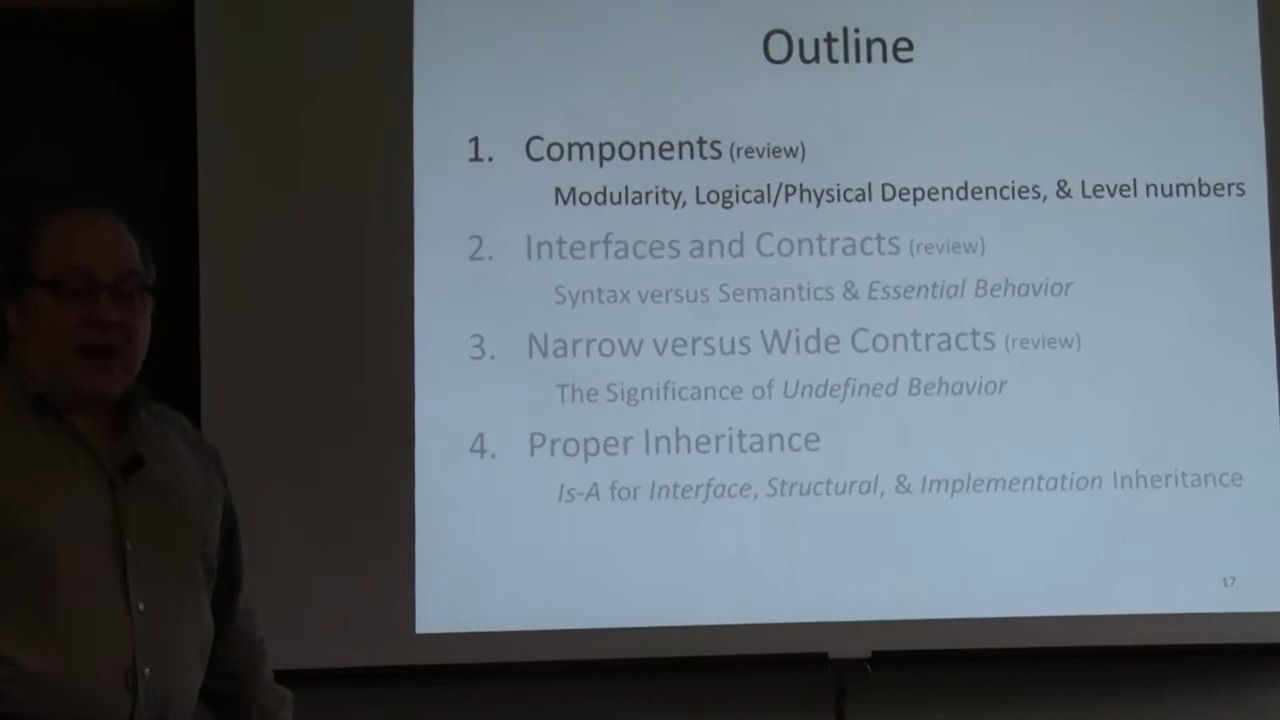 Outline
1. Components (review)
Modularity, Logical/Physical Dependencies, & Level numbers
2. Interfaces and Contracts (review)
Syntax versus Semantics & Essential Behavior
3. Narrow versus Wide Contracts (review)
The Significance of Undefined Behavior
4. Proper Inheritance
Is-A for Interface, Structural, & Implementation Inheritance
17